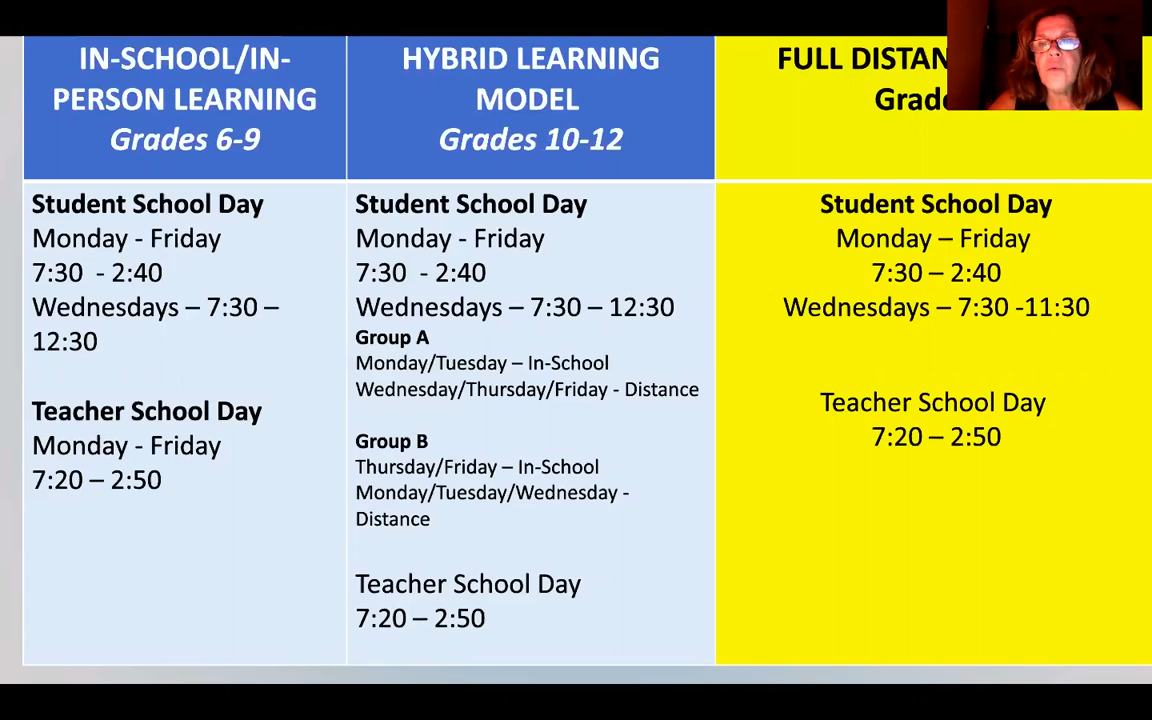 IN-SCHOOL/IN-
PERSON LEARNING
Grades 6-9
HYBRID LEARNING
MODEL
Grades 10-12
FULL
Student School Day
Monday - Friday
7:30  - 2:40
Wednesdays – 7:30 –
12:30
Teacher School Day
Monday - Friday
7:20 – 2:50
Student School Day
Monday - Friday
7:30  - 2:40
Wednesdays – 7:30 – 12:30
Group A
Monday/Tuesday – In-School
Wednesday/Thursday/Friday - Distance
Group B
Thursday/Friday – In-School
Monday/Tuesday/Wednesday -
Distance
Teacher School Day
7:20 – 2:50
Student School Day
Monday – Friday
7:30 – 2:40
Wednesdays – 7:30 -11:30
Teacher School Day
7:20 – 2:50